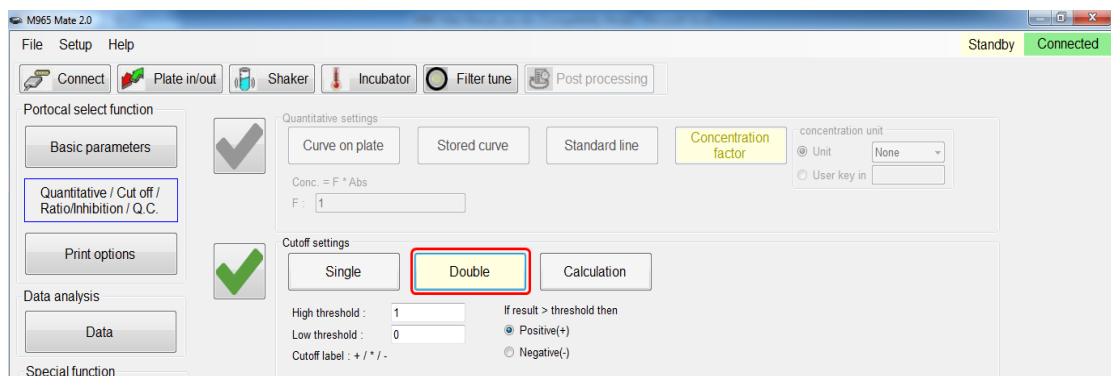 M965 Mate 2.0
File Setup Help
Standby Connected
Connect Plate in/out Shaker Incubator Filter tune Post processing
Portocal select function
Basic parameters
Quantitative / Cut off /
Ratio/Inhibition / Q.C.
Print options
Data analysis
Data
Special function
Quantitative settings
Curve on plate Stored curve Standard line Concentration
factor
concentration unit
Unit None
User key in
Conc. = F * Abs
F : 1
Cutoff settings
Single Double Calculation
High threshold : 1
Low threshold : 0
Cutoff label : + / * / -
If result > threshold then
Positive(+)
Negative(-)